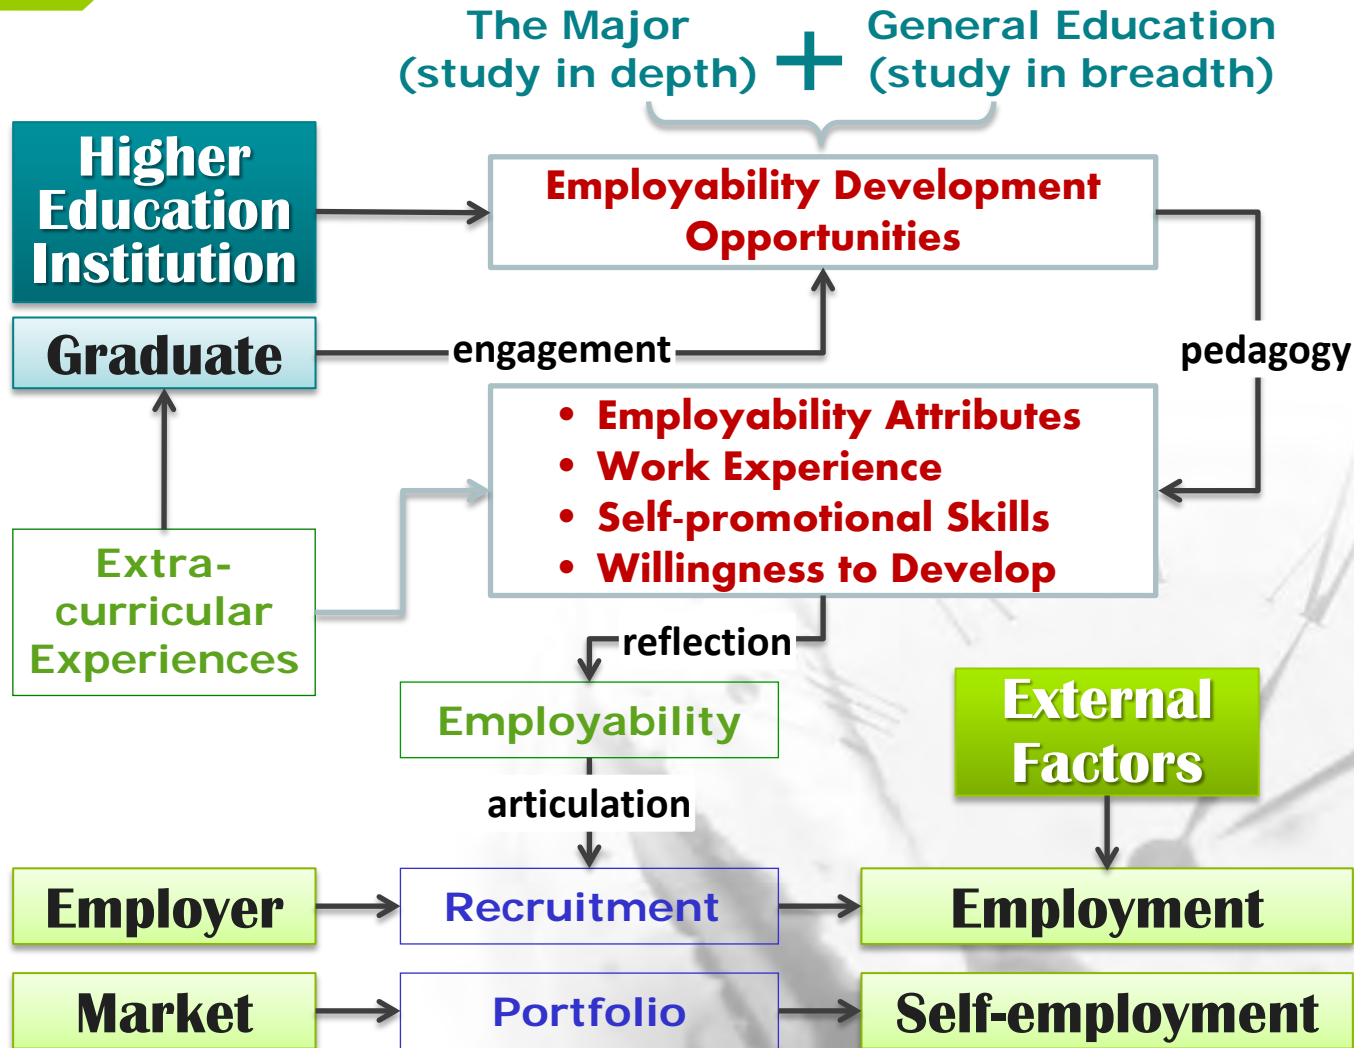 The Major
(study in depth)
+
General Education
(study in breadth)
Higher
Education
Institution
Employability Development
Opportunities
Graduate
engagement
pedagogy
• Employability Attributes
• Work Experience
• Self-promotional Skills
• Willingness to Develop
Extra-
curricular
Experiences
reflection
Employability
External
Factors
articulation
Employer
Recruitment
Employment
Market
Portfolio
Self-employment